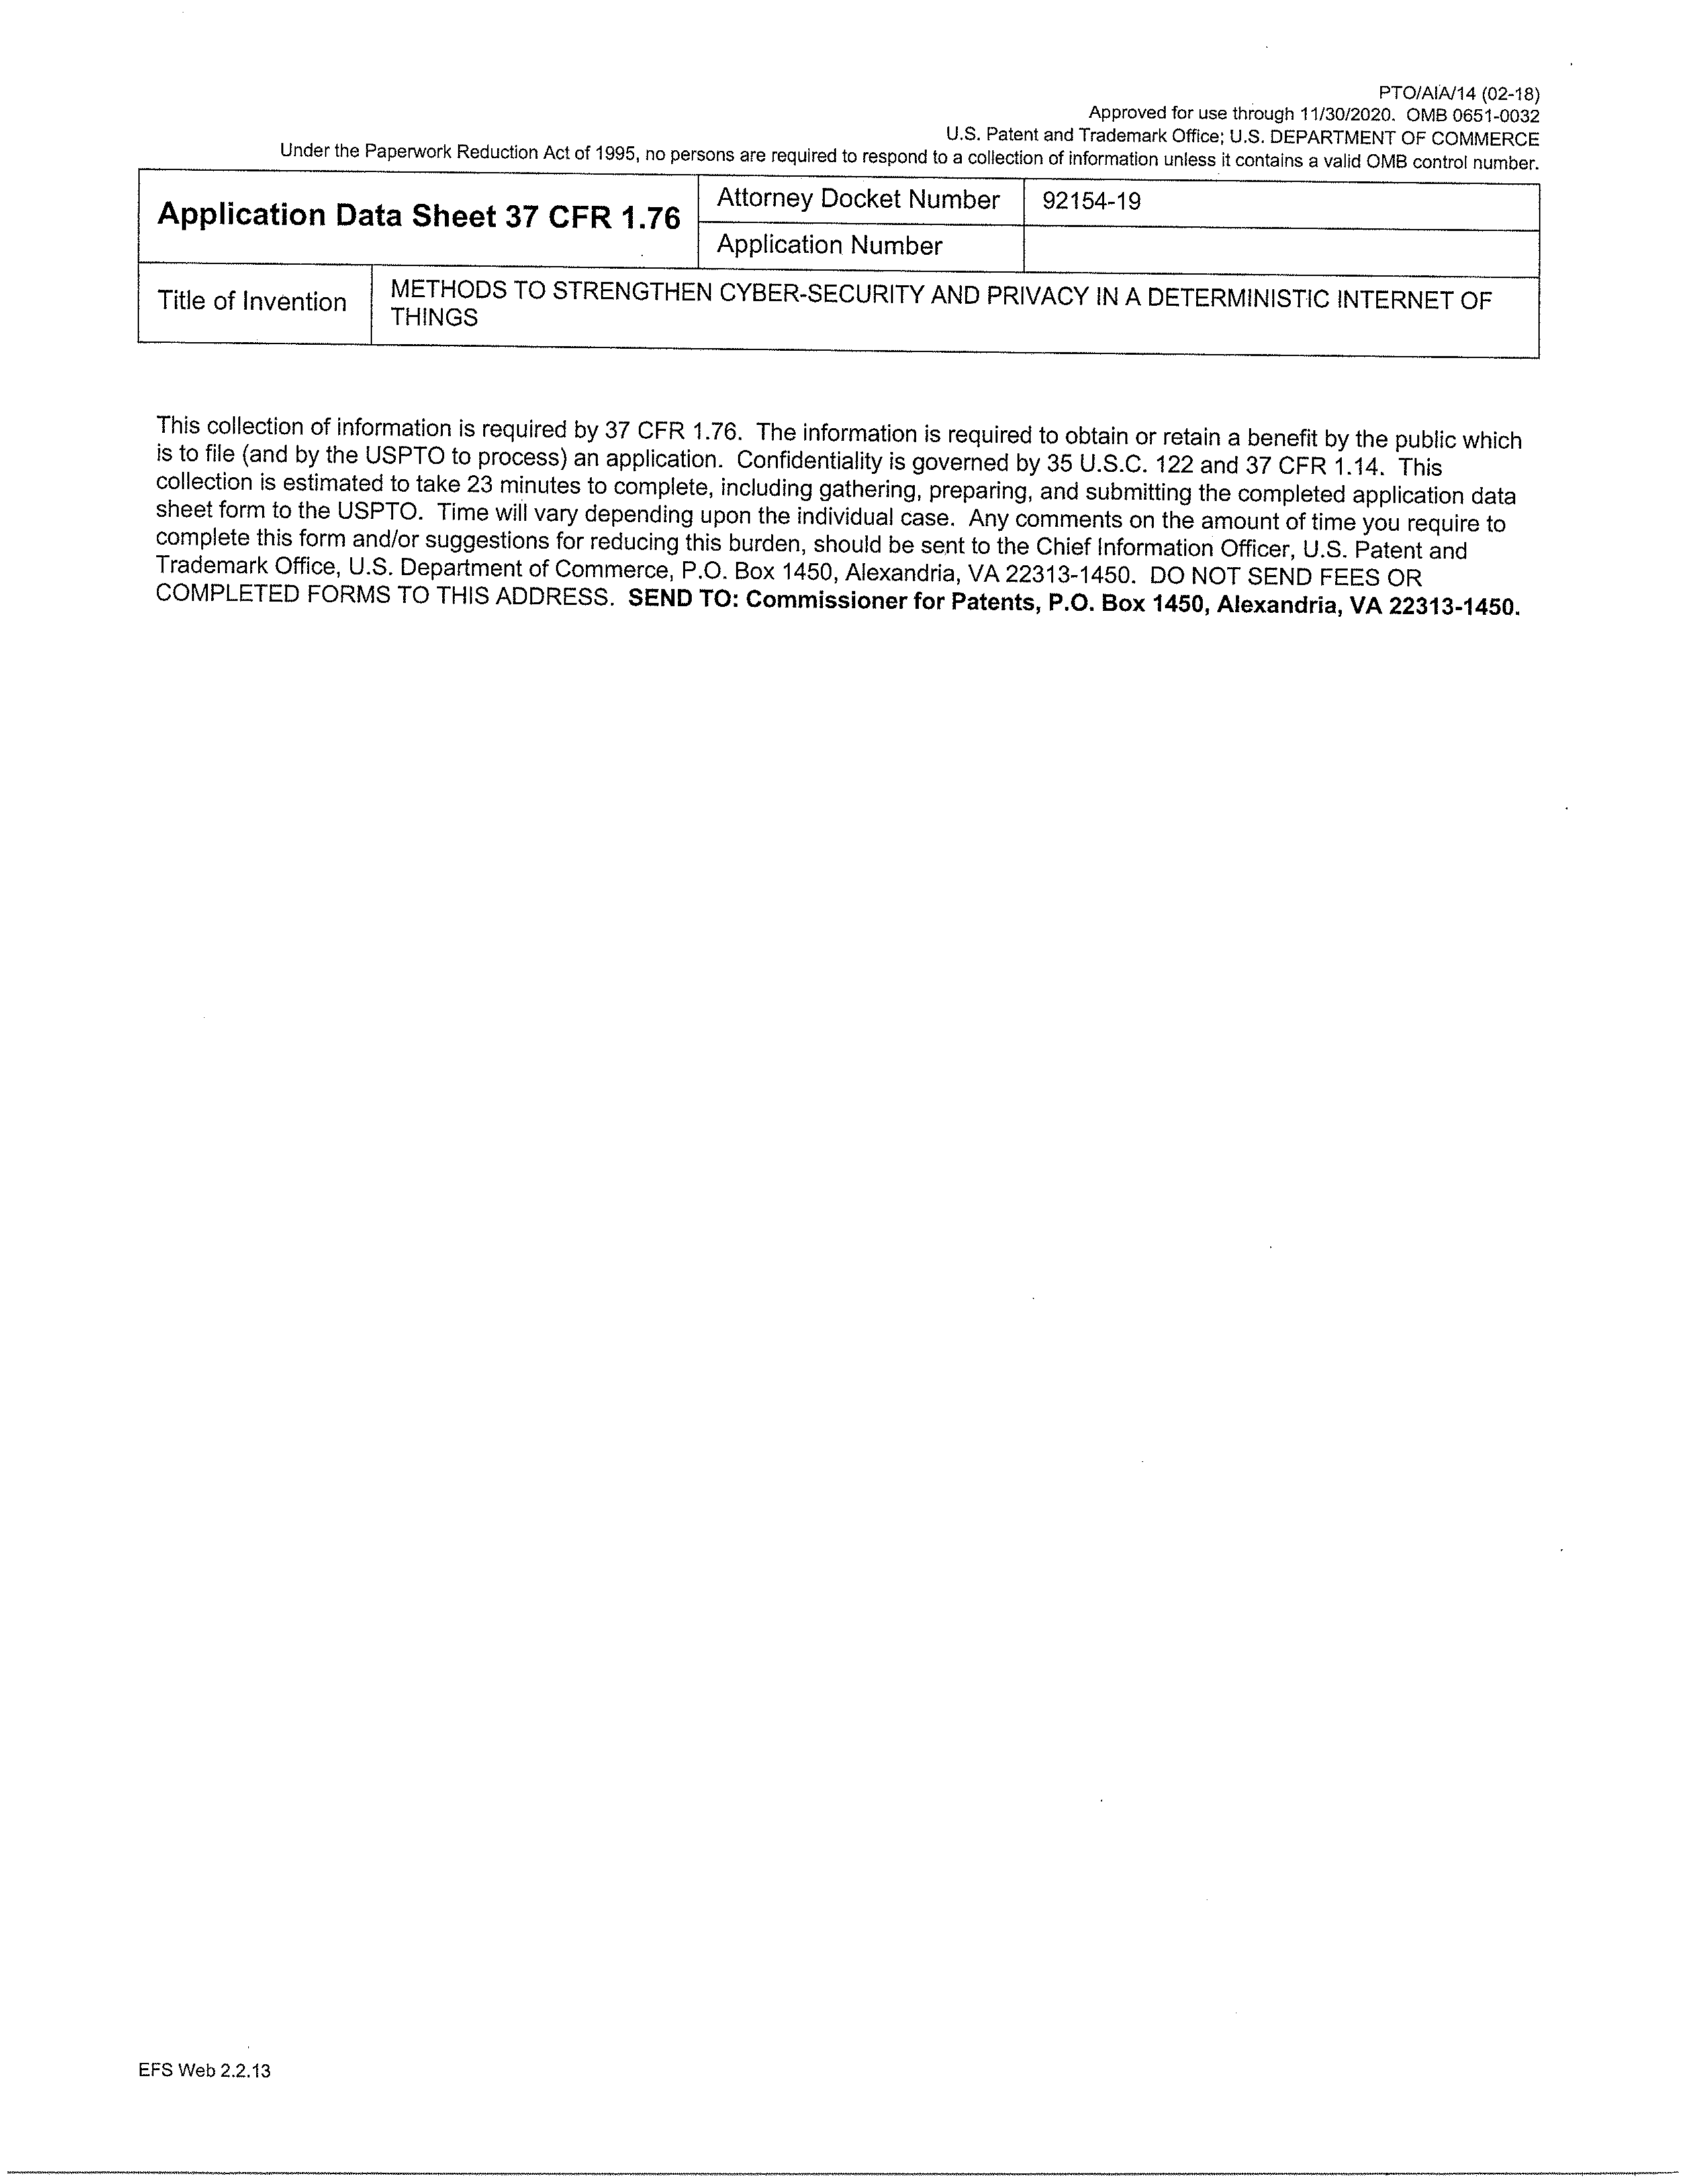 PTO/AIA/14 (02-18)
Approved for use through 11/30/2020. OMB 0651-0032
U.S. Patent and Trademark Office; U.S. DEPARTMENT OF COMMERCE
Under the Paperwork Reduction Act of 1995, no persons are required to respond to a collection of information unless it contains a valid OMB control number.
Application Data Sheet 37 CFR 1.76
Attorney Docket Number
92154-19
Application Number
Title of Invention
METHODS TO STRENGTHEN CYBER-SECURITY AND PRIVACY IN A DETERMINISTIC INTERNET OF
THINGS
This collection of information is required by 37 CFR 1.76. The information is required to obtain or retain a benefit by the public which
is to file (and by the USPTO to process) an application. Confidentiality is governed by 35 U.S.C. 122 and 37 CFR 1.14. This
collection is estimated to take 23 minutes to complete, including gathering, preparing, and submitting the completed application data
sheet form to the USPTO. Time will vary depending upon the individual case. Any comments on the amount of time you require to
complete this form and/or suggestions for reducing this burden, should be sent to the Chief Information Officer, U.S. Patent and
Trademark Office, U.S. Department of Commerce, P.O. Box 1450, Alexandria, VA 22313-1450. DO NOT SEND FEES OR
COMPLETED FORMS TO THIS ADDRESS. SEND TO: Commissioner for Patents, P.O. Box 1450, Alexandria, VA 22313-1450.
EFS Web 2.2.13